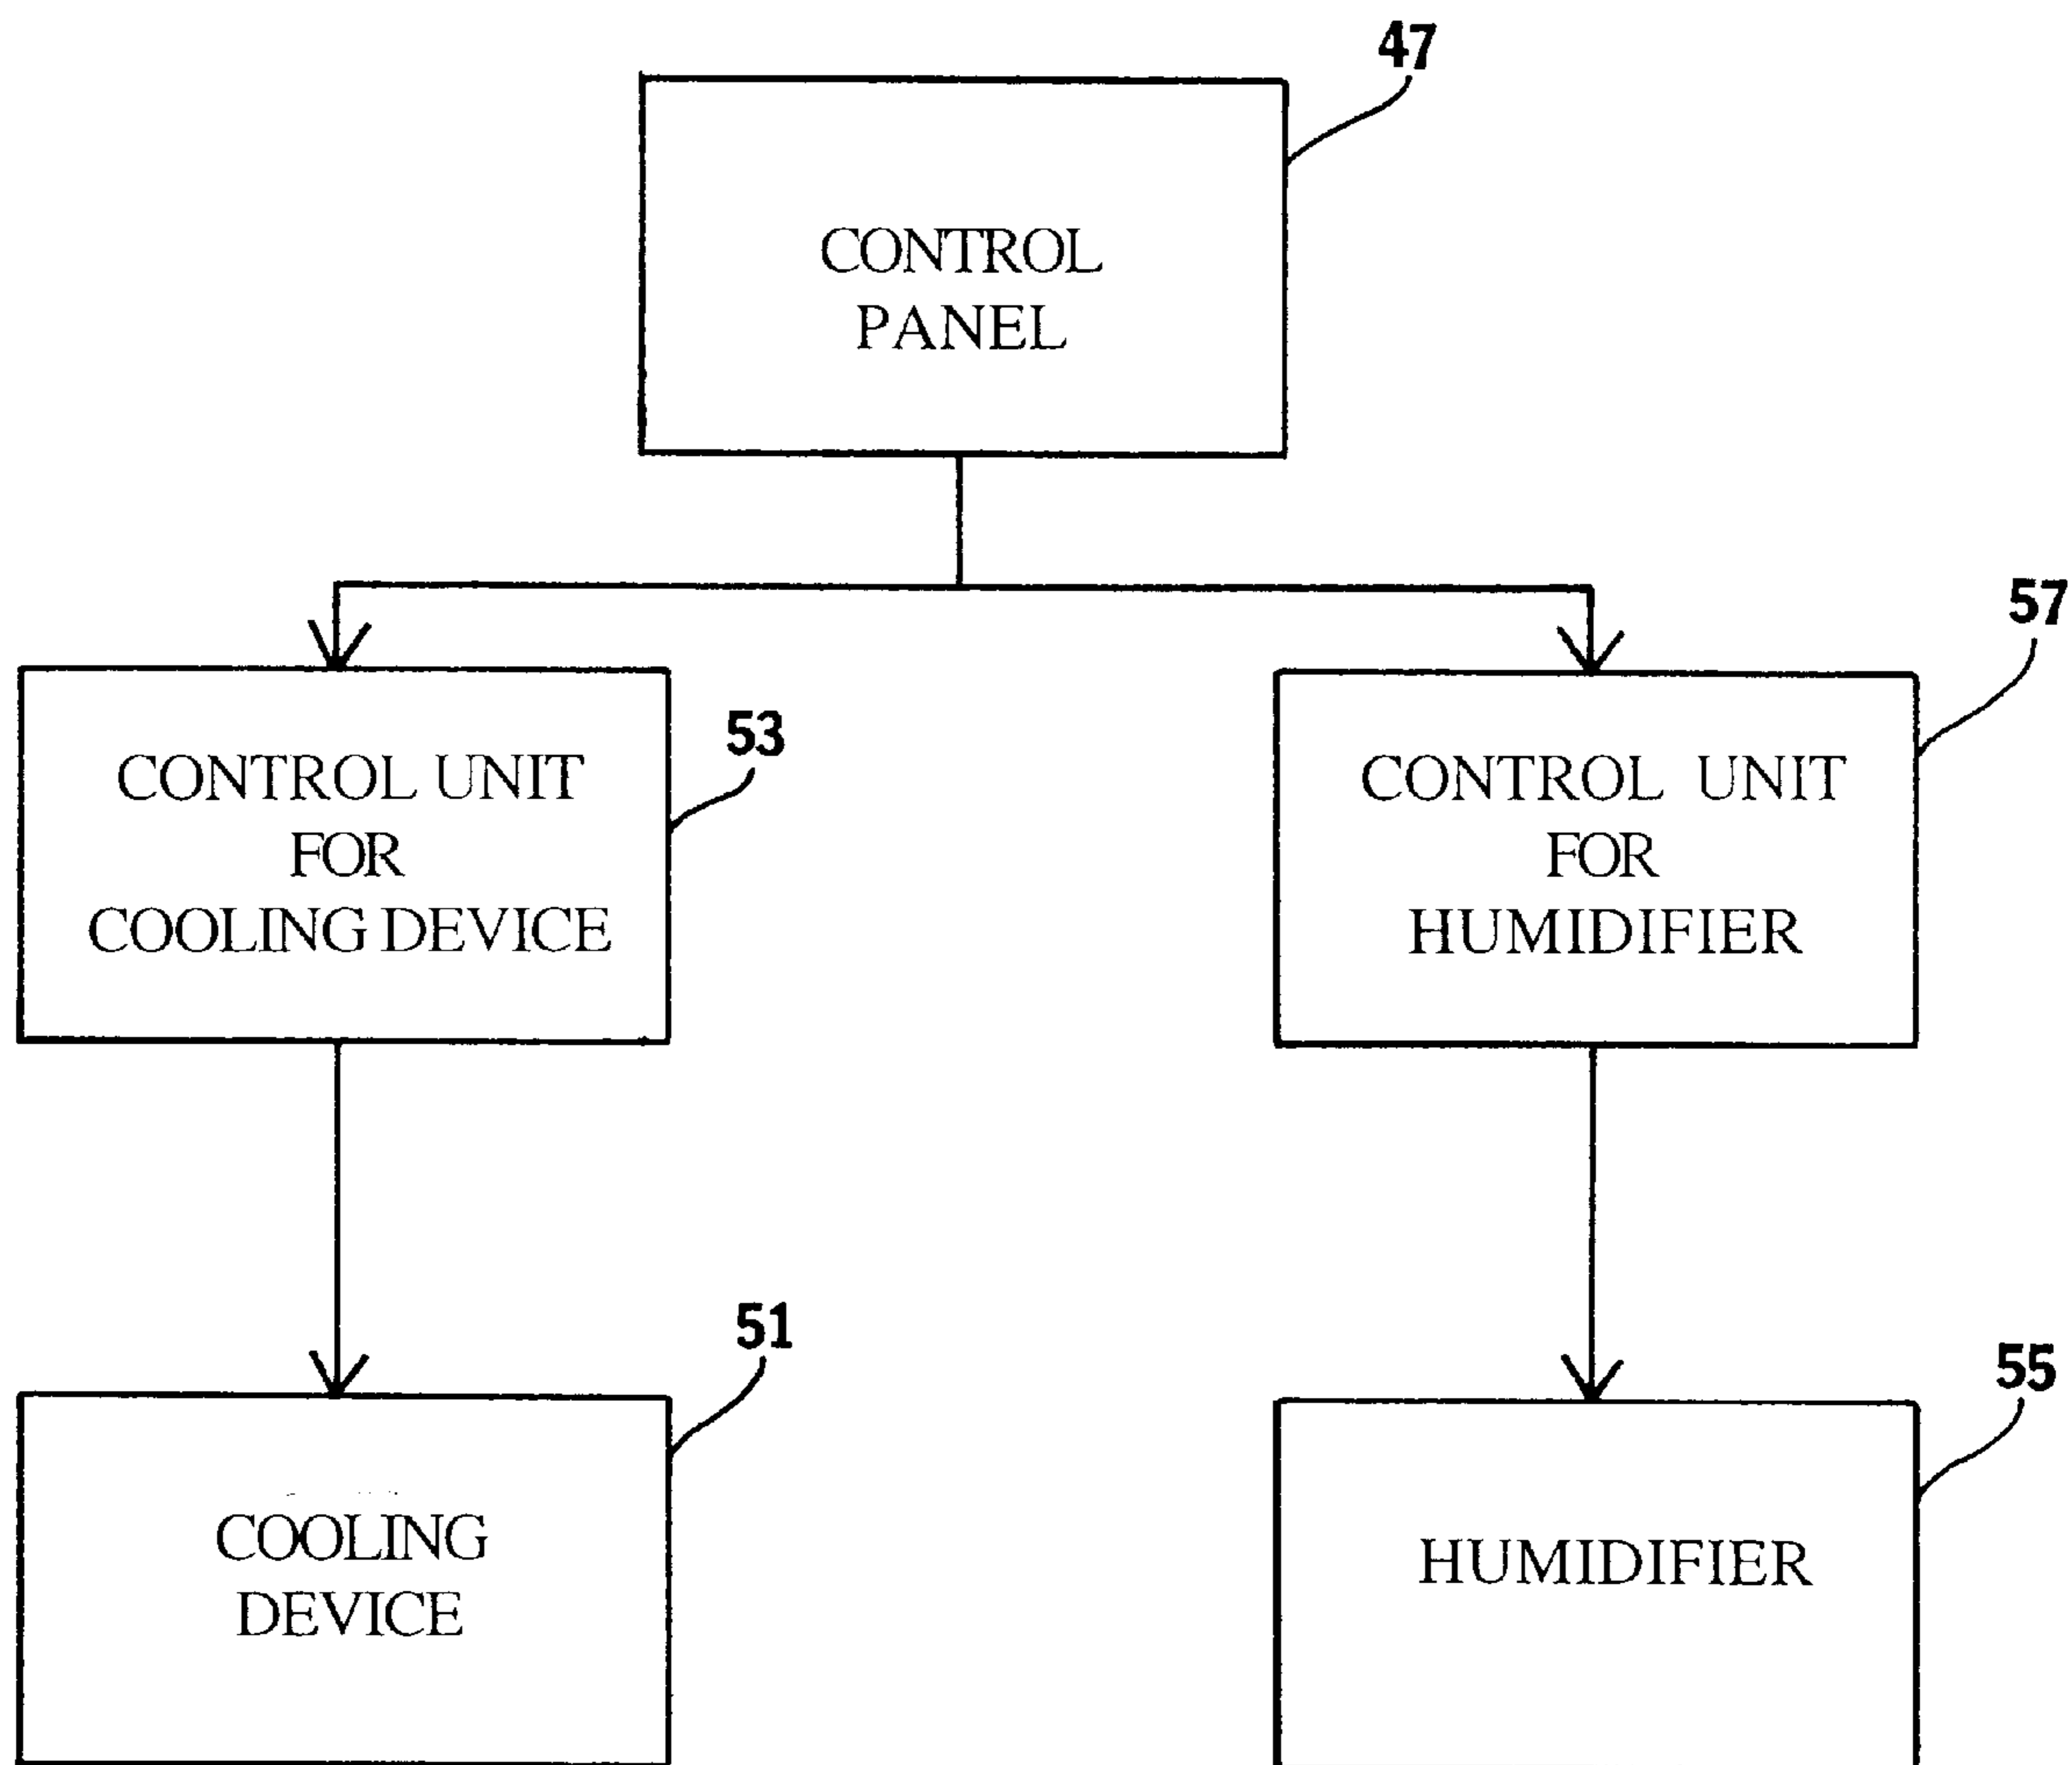 47
CONTROL
PANEL
57
53
CONTROL UNIT
FOR
COOLING DEVICE
CONTROL UNIT
FOR
HUMIDIFIER
51
55
COOLING
DEVICE
HUMIDIFIER